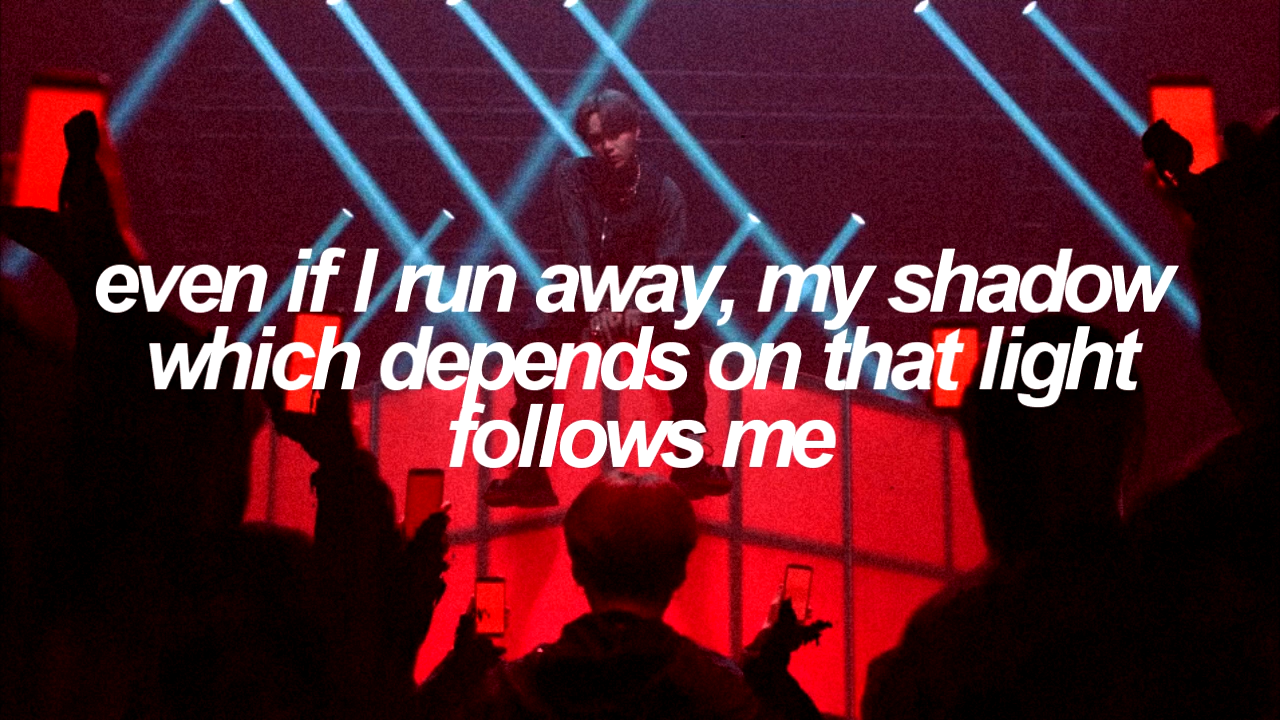 even if I run away, my shadow
which depends on that light
follows me